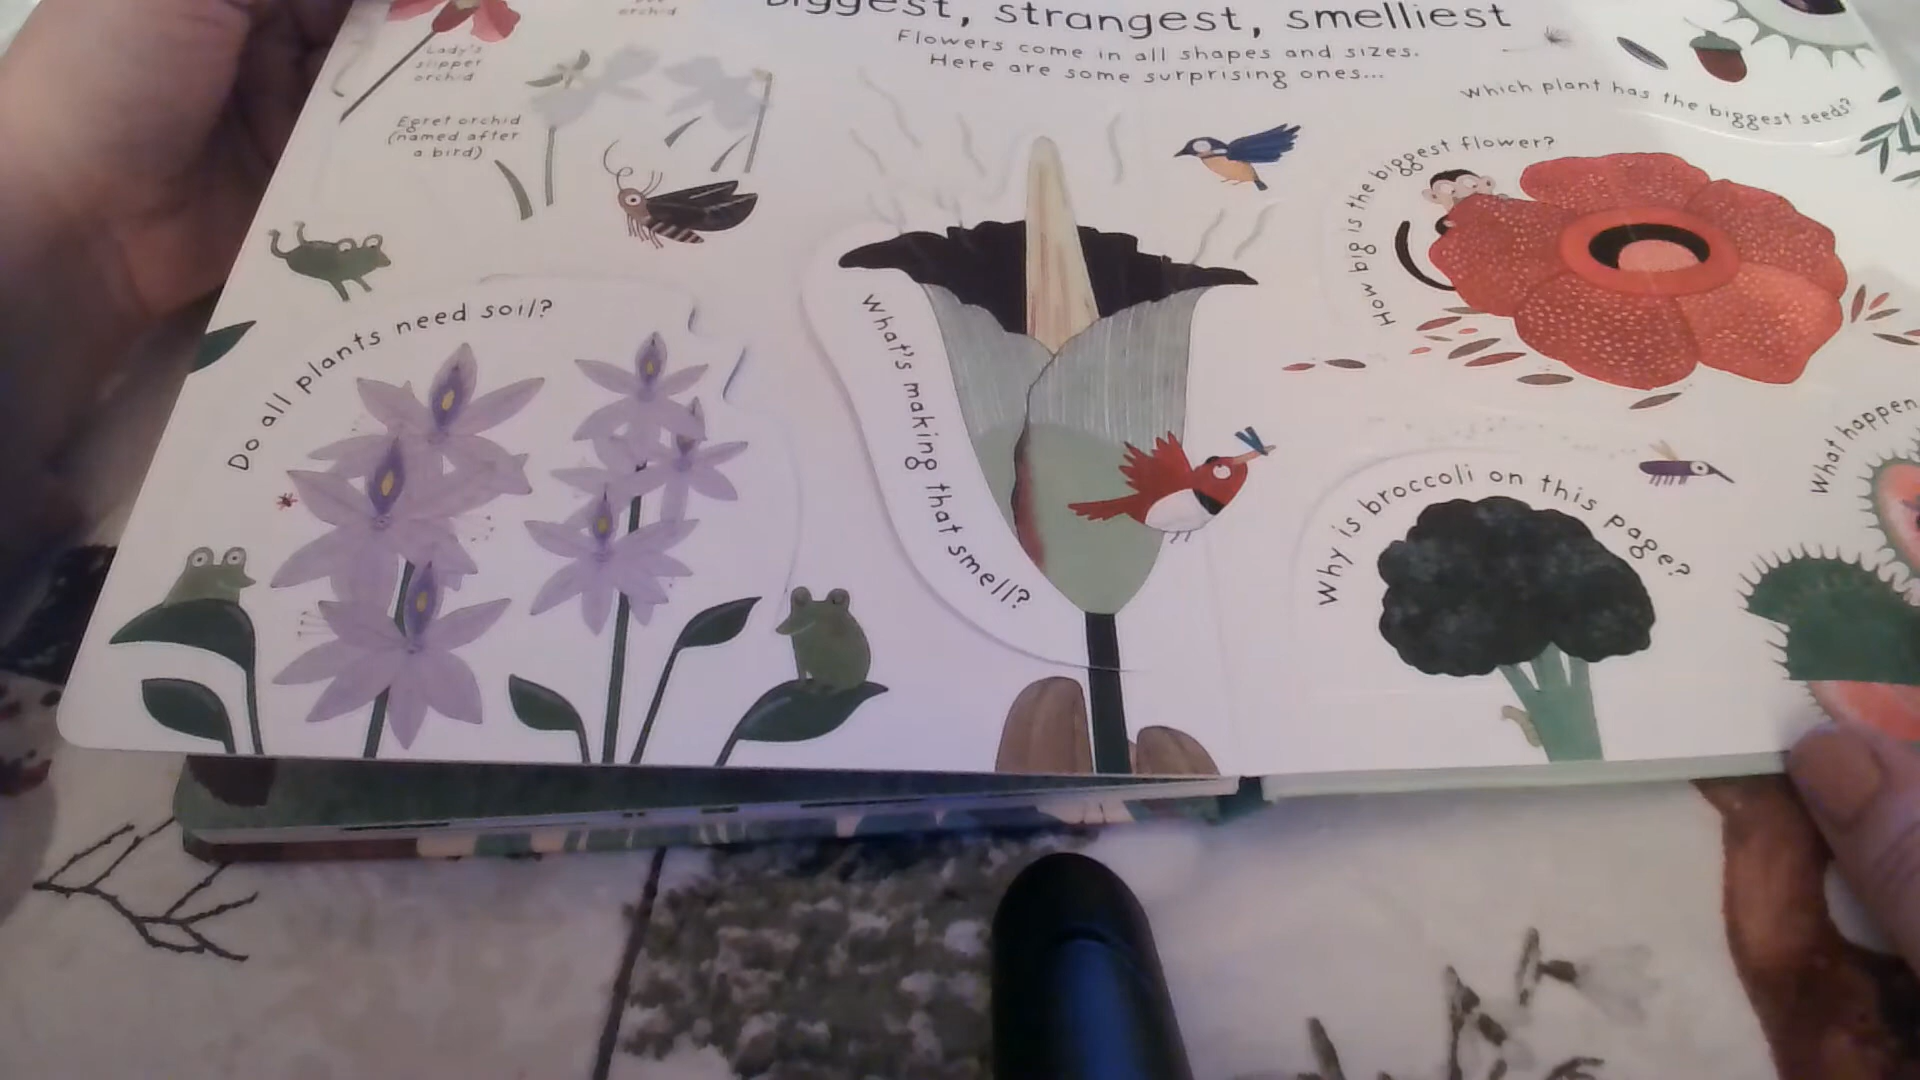 Biggest, strangest, smelliest
Flowers come in all shapes and sizes.
Here are some surprising ones...
orchid
Lady's
slipper
orchid
Egret orchid
(named after
a bird)
Which plant has the biggest seeds?
How big is the biggest flower?
Do all plants need soil?
What's making that smell?
Why is broccoli on this page?
What happen